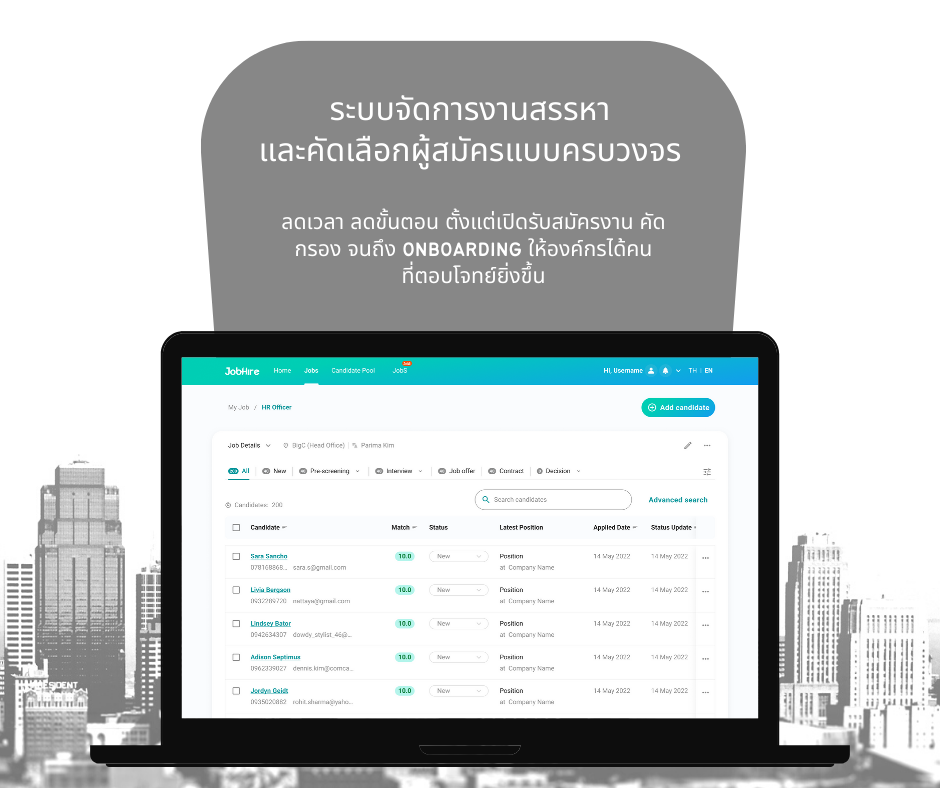 ระบบจัดการงานสรรหา
และคัดเลือกผู้สมัครแบบครบวงจร
ลดเวลา ลดขั้นตอน ตั้งแต่เปิดรับสมัครงาน คัด
กรอง จนถึง ONBOARDING ให้องค์กรได้คน
ที่ตอบโจทย์ยิ่งขึ้น
JobHire Home Jobs Candidate Pool JobS Hi, Username TH | EN
My Job / HR Officer Add candidate
Job Details BigC (Head Office) | Parima Kim
All New Pre-screening Interview Job offer Contract Decision
Search candidates Advanced search
Candidates: 200
Candidate Match Status Latest Position Applied Date Status Update
Sara Sancho 10.0 New Position 14 May 2022 14 May 2022 ...
078168868... sara.s@gmail.com at Company Name
Livia Bergson 10.0 New Position 14 May 2022 14 May 2022 ...
0932289720 nattaya@gmail.com at Company Name
Lindsey Bator 10.0 New Position 14 May 2022 14 May 2022 ...
0942634307 dowdy_stylist_46@... at Company Name
Adison Septimus 10.0 New Position 14 May 2022 14 May 2022 ...
0962339027 dennis.kim@comca... at Company Name
Jordyn Geidt 10.0 New Position 14 May 2022 14 May 2022 ...
0935020882 rohit.sharma@yaho... at Company Name